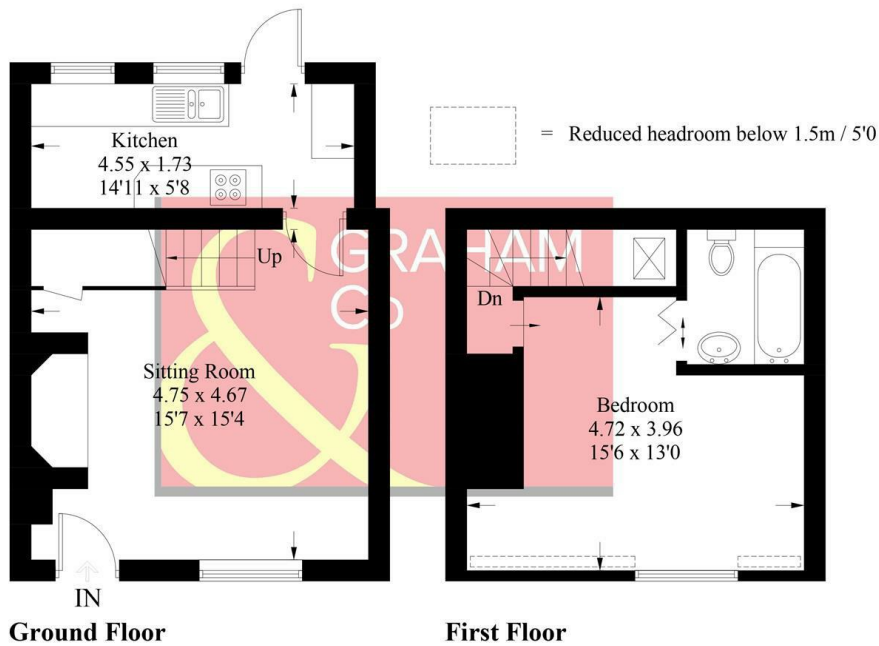 Kitchen
4.55 x 1.73
14'11 x 5'8
= Reduced headroom below 1.5m / 5'0
Up
GRAHAM
& Co
Sitting Room
4.75 x 4.67
15'7 x 15'4
IN
Ground Floor
Dn
Bedroom
4.72 x 3.96
15'6 x 13'0
First Floor